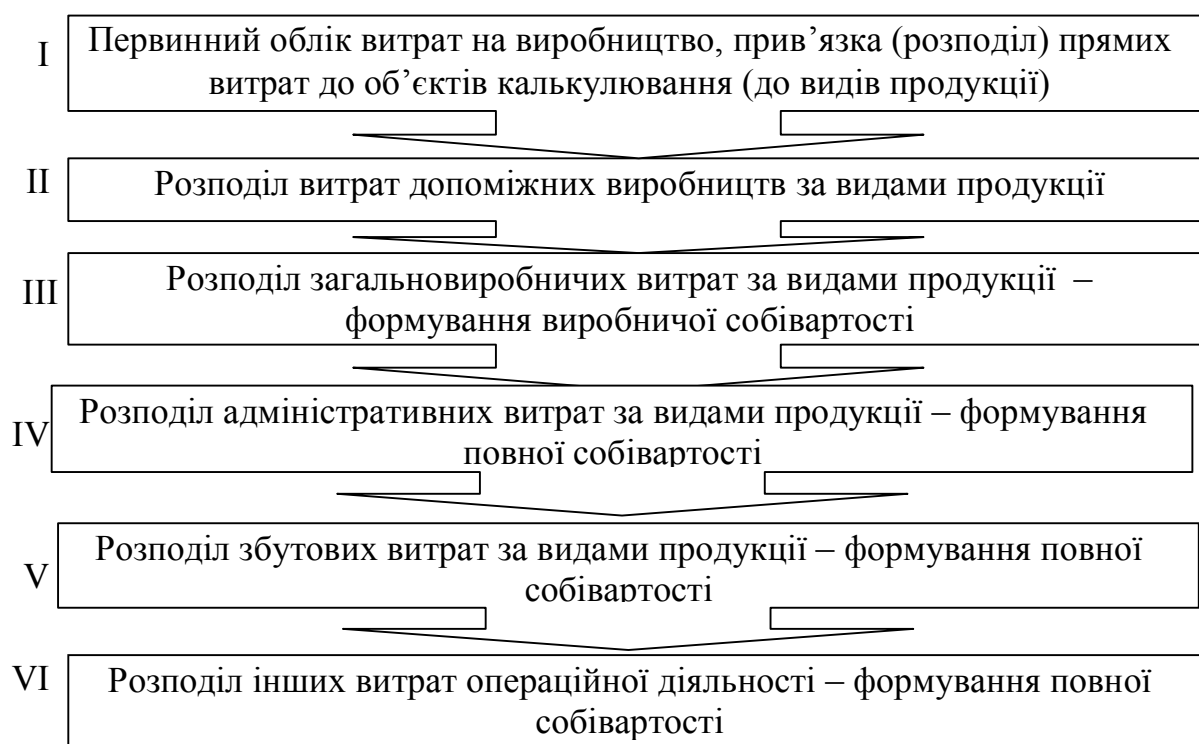 I
Первинний облік витрат на виробництво, прив’язка (розподіл) прямих
витрат до об’єктів калькулювання (до видів продукції)
II
Розподіл витрат допоміжних виробництв за видами продукції
III
Розподіл загальновиробничих витрат за видами продукції –
формування виробничої собівартості
IV
Розподіл адміністративних витрат за видами продукції – формування
повної собівартості
V
Розподіл збутових витрат за видами продукції – формування повної
собівартості
VI
Розподіл інших витрат операційної діяльності – формування повної
собівартості